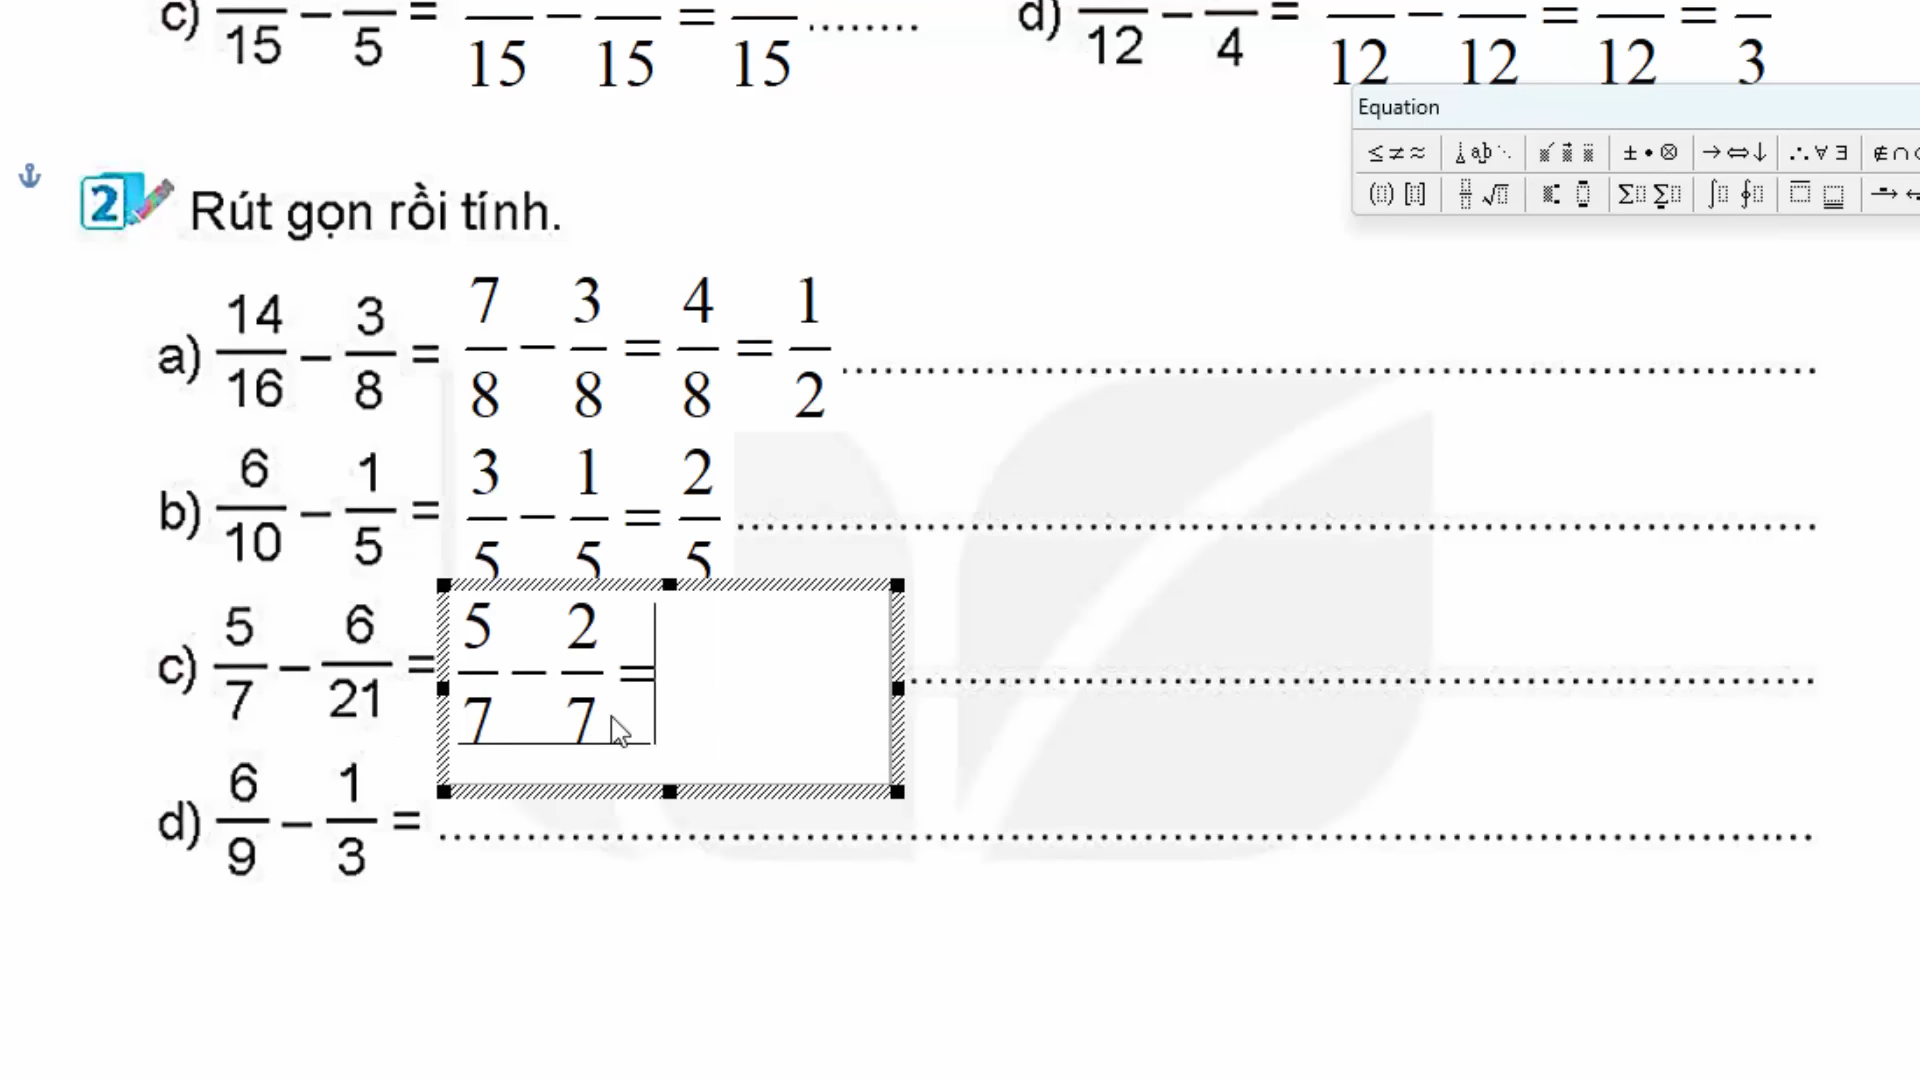 c) /15 − /5 = /15 − /15 = /15 ........ d) /12 − /4 = /12 − /12 = /12 = /3
Equation
2 Rút gọn rồi tính.
a) 14/16 − 3/8 = 7/8 − 3/8 = 4/8 = 1/2
b) 6/10 − 1/5 = 3/5 − 1/5 = 2/5
c) 5/7 − 6/21 = 5/7 − 2/7 =
d) 6/9 − 1/3 =